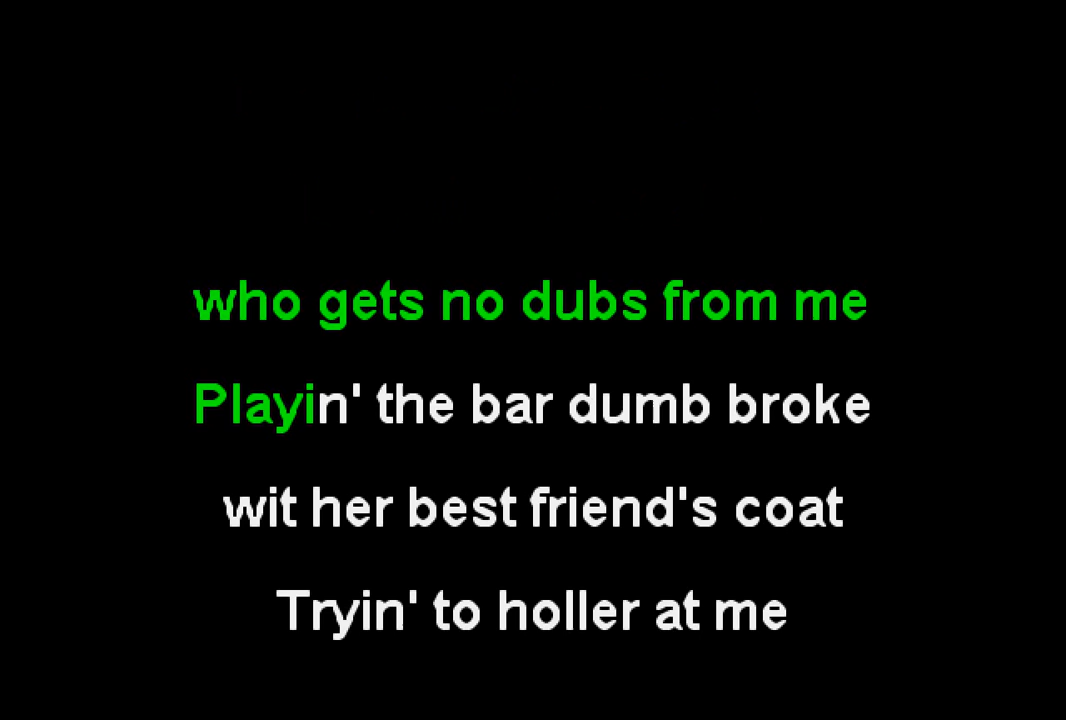 who gets no dubs from me
Playin' the bar dumb broke
wit her best friend's coat
Tryin' to holler at me